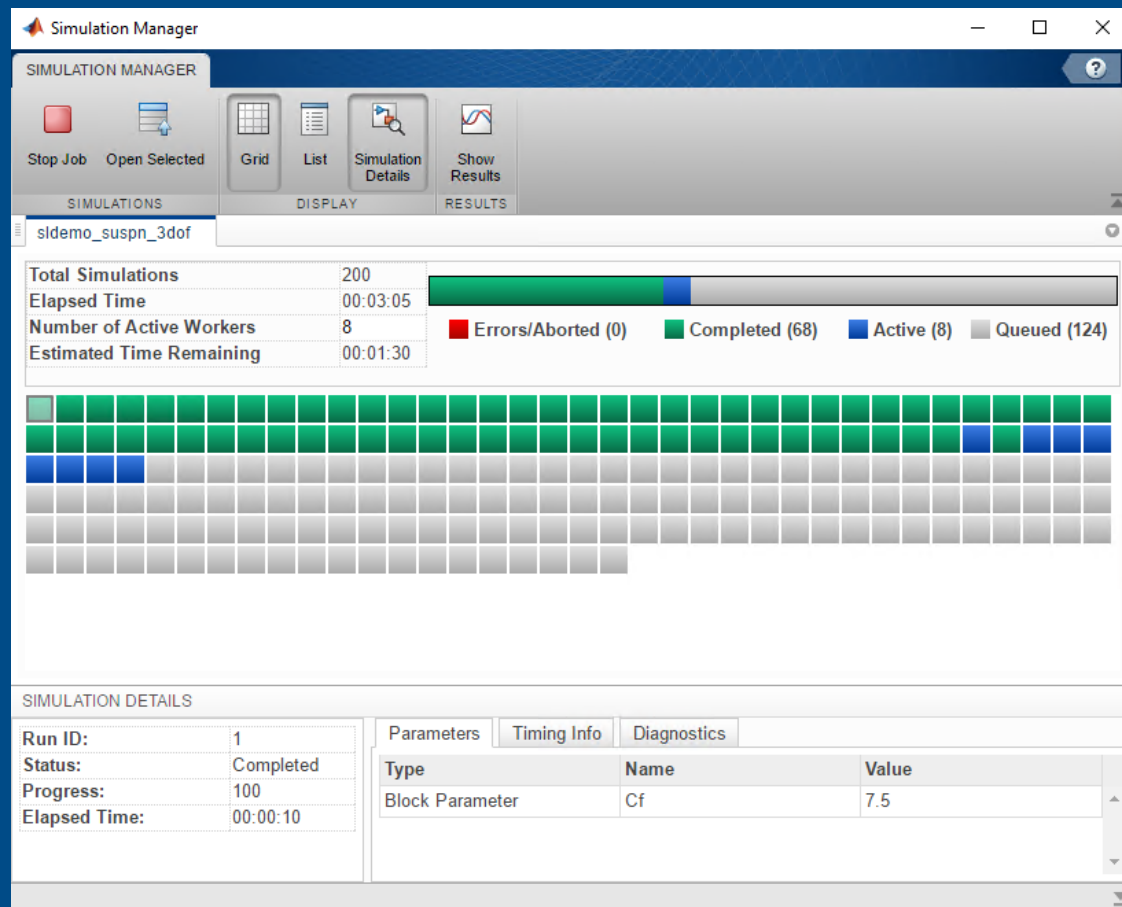 Simulation Manager
SIMULATION MANAGER
?
Stop Job Open Selected Grid List Simulation Details Show Results
SIMULATIONS DISPLAY RESULTS
sldemo_suspn_3dof
Total Simulations 200
Elapsed Time 00:03:05
Number of Active Workers 8
Estimated Time Remaining 00:01:30
Errors/Aborted (0) Completed (68) Active (8) Queued (124)
SIMULATION DETAILS
Run ID: 1
Status: Completed
Progress: 100
Elapsed Time: 00:00:10
Parameters Timing Info Diagnostics
Type Name Value
Block Parameter Cf 7.5